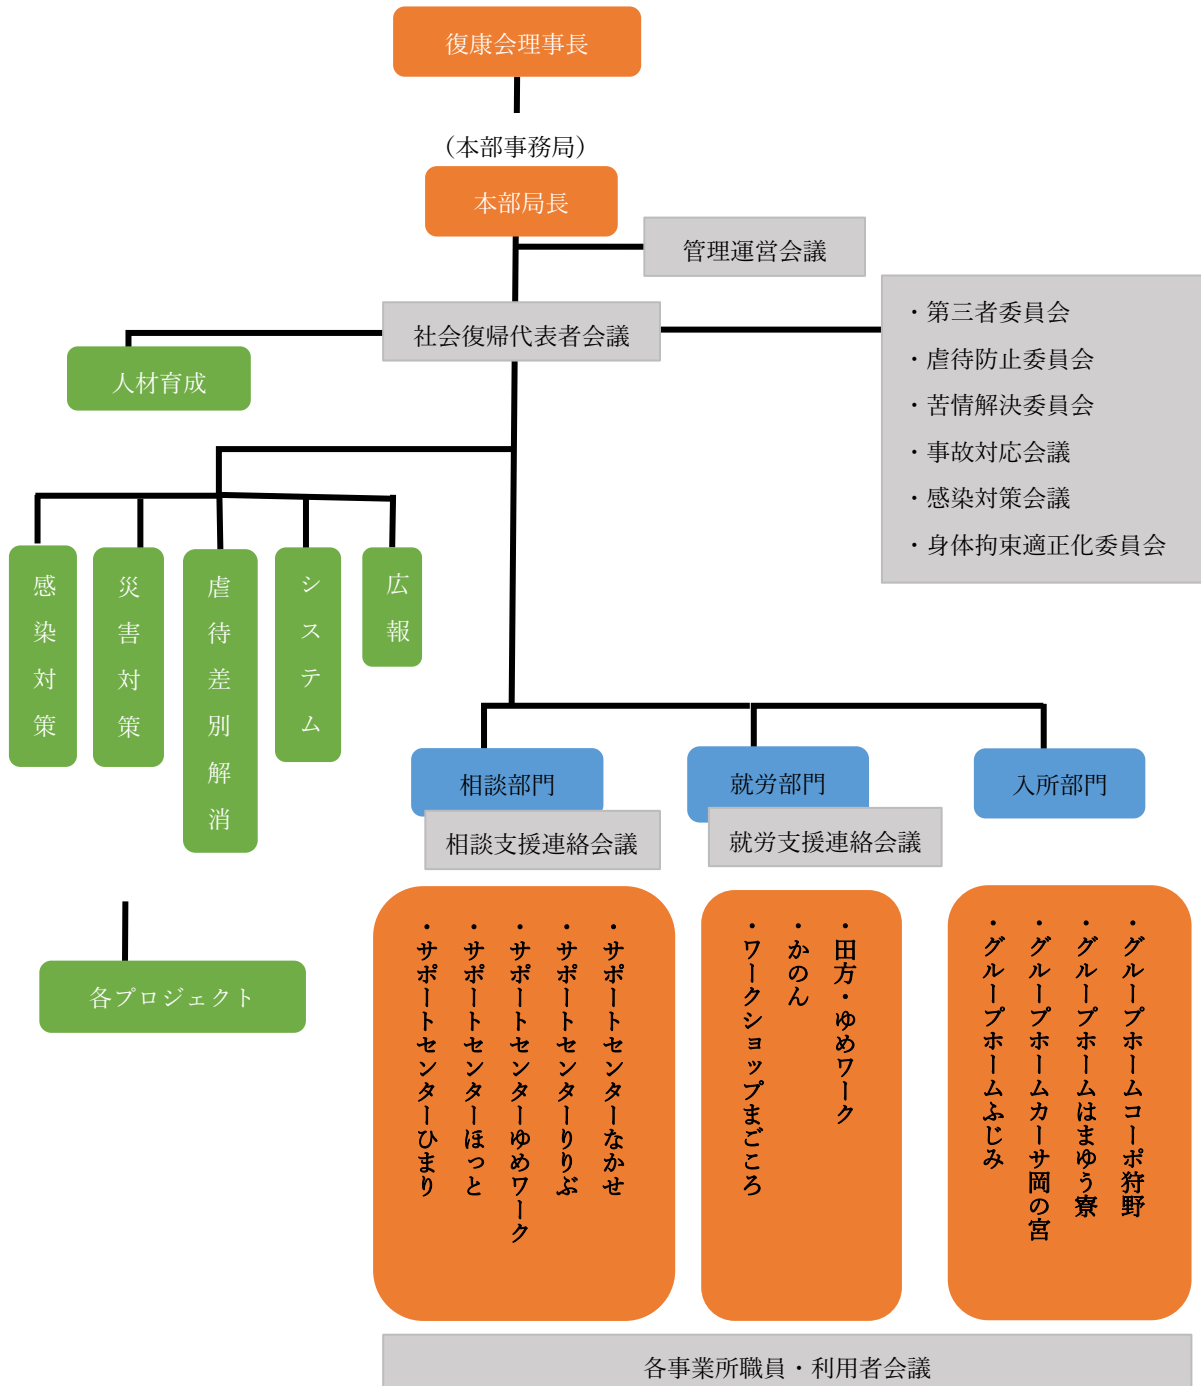 復康会理事長
（本部事務局）
本部局長
管理運営会議
社会復帰代表者会議
・第三者委員会
・虐待防止委員会
・苦情解決委員会
・事故対応会議
・感染対策会議
・身体拘束適正化委員会
人材育成
感染対策
災害対策
虐待差別解消
システム
広報
各プロジェクト
相談部門
相談支援連絡会議
就労部門
就労支援連絡会議
入所部門
・サポートセンターなかせ
・サポートセンターりりぶ
・サポートセンターゆめワーク
・サポートセンターほっと
・サポートセンターひまり
・田方・ゆめワーク
・かのん
・ワークショップまごころ
・グループホームコーポ狩野
・グループホームはまゆう寮
・グループホームカーサ岡の宮
・グループホームふじみ
各事業所職員・利用者会議